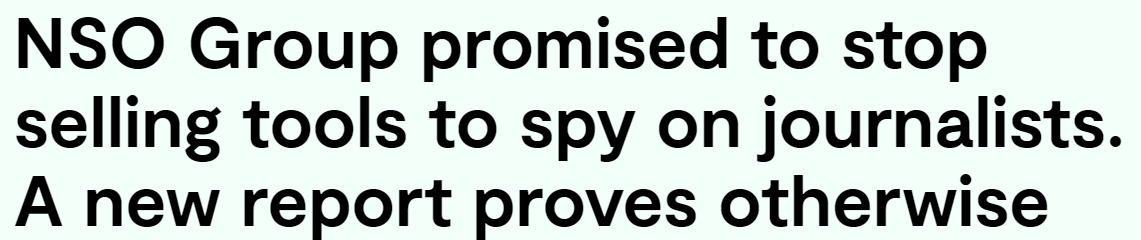 NSO Group promised to stop
selling tools to spy on journalists.
A new report proves otherwise